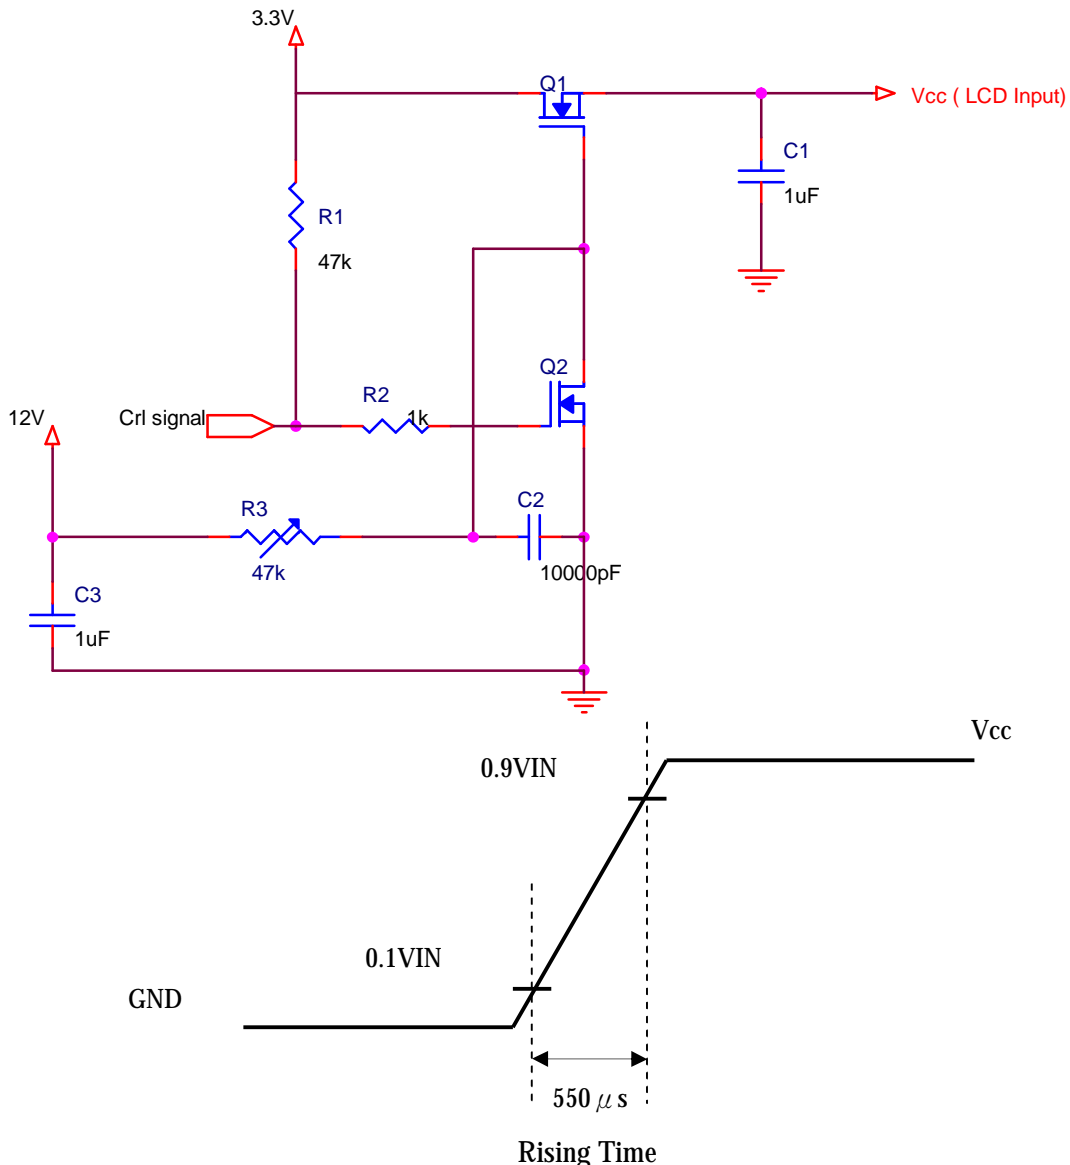 3.3V
Q1
Vcc ( LCD Input)
C1
1uF
R1
47k
Q2
R2
1k
12V
Crl signal
R3
47k
C2
10000pF
C3
1uF
Vcc
0.9VIN
0.1VIN
GND
550 μ s
Rising Time